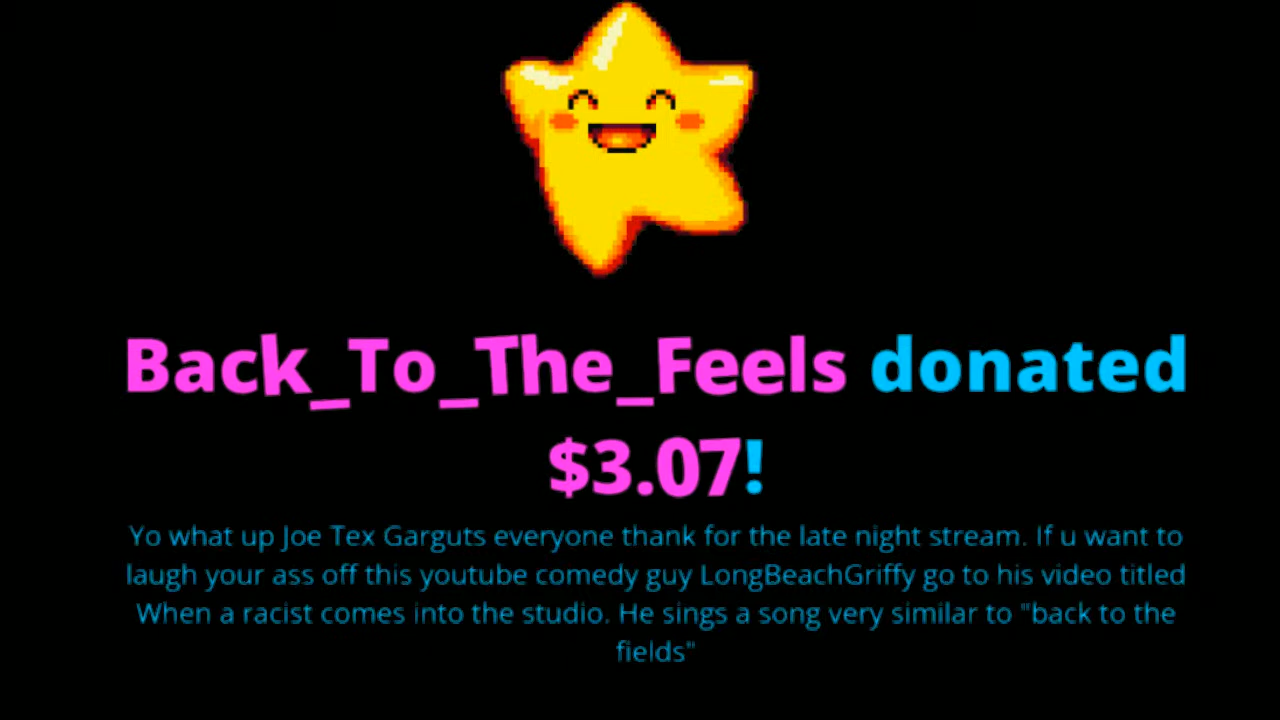 Back_To_The_Feels donated
$3.07!
Yo what up Joe Tex Garguts everyone thank for the late night stream. If u want to
laugh your ass off this youtube comedy guy LongBeachGriffy go to his video titled
When a racist comes into the studio. He sings a song very similar to "back to the
fields"